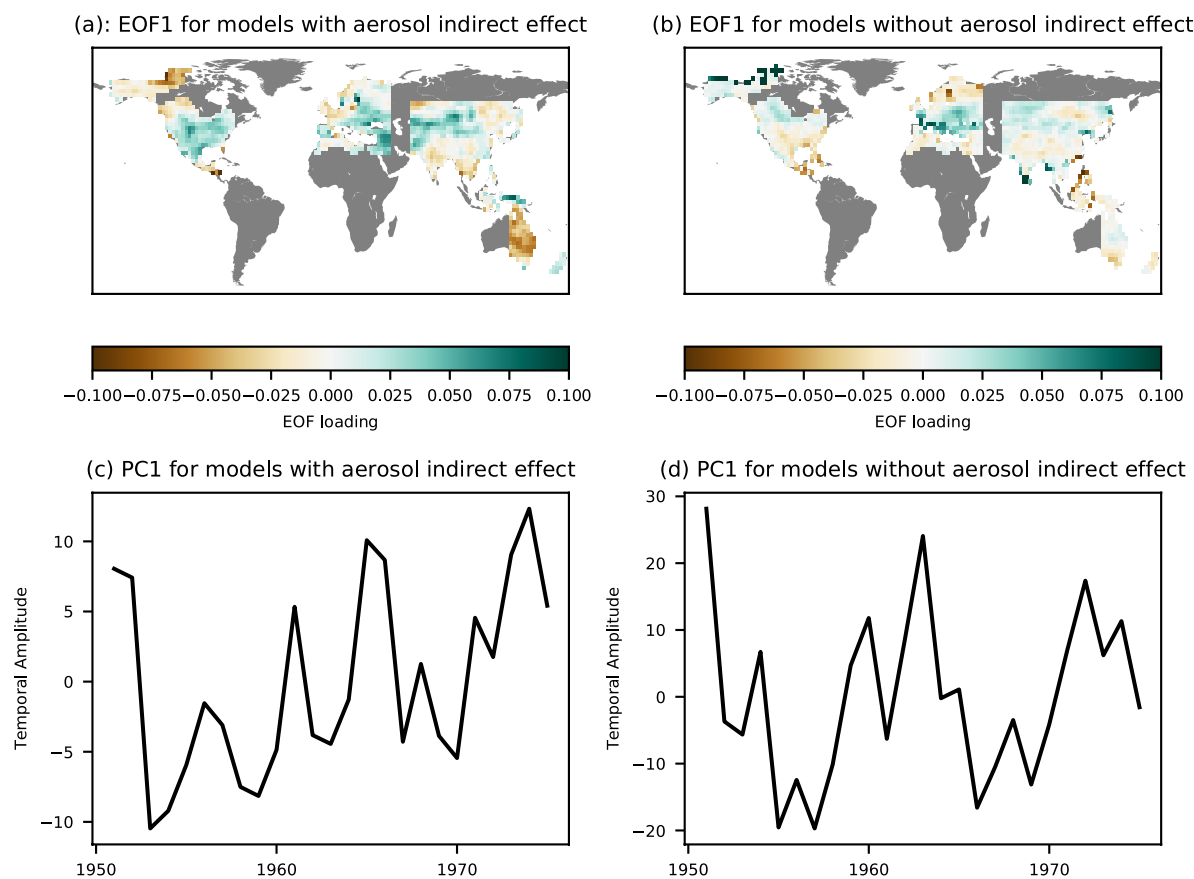 (a): EOF1 for models with aerosol indirect effect
(b) EOF1 for models without aerosol indirect effect
−0.100 −0.075 −0.050 −0.025 0.000 0.025 0.050 0.075 0.100
EOF loading
−0.100 −0.075 −0.050 −0.025 0.000 0.025 0.050 0.075 0.100
EOF loading
(c) PC1 for models with aerosol indirect effect
10
5
0
−5
−10
Temporal Amplitude
1950 1960 1970
(d) PC1 for models without aerosol indirect effect
30
20
10
0
−10
−20
Temporal Amplitude
1950 1960 1970